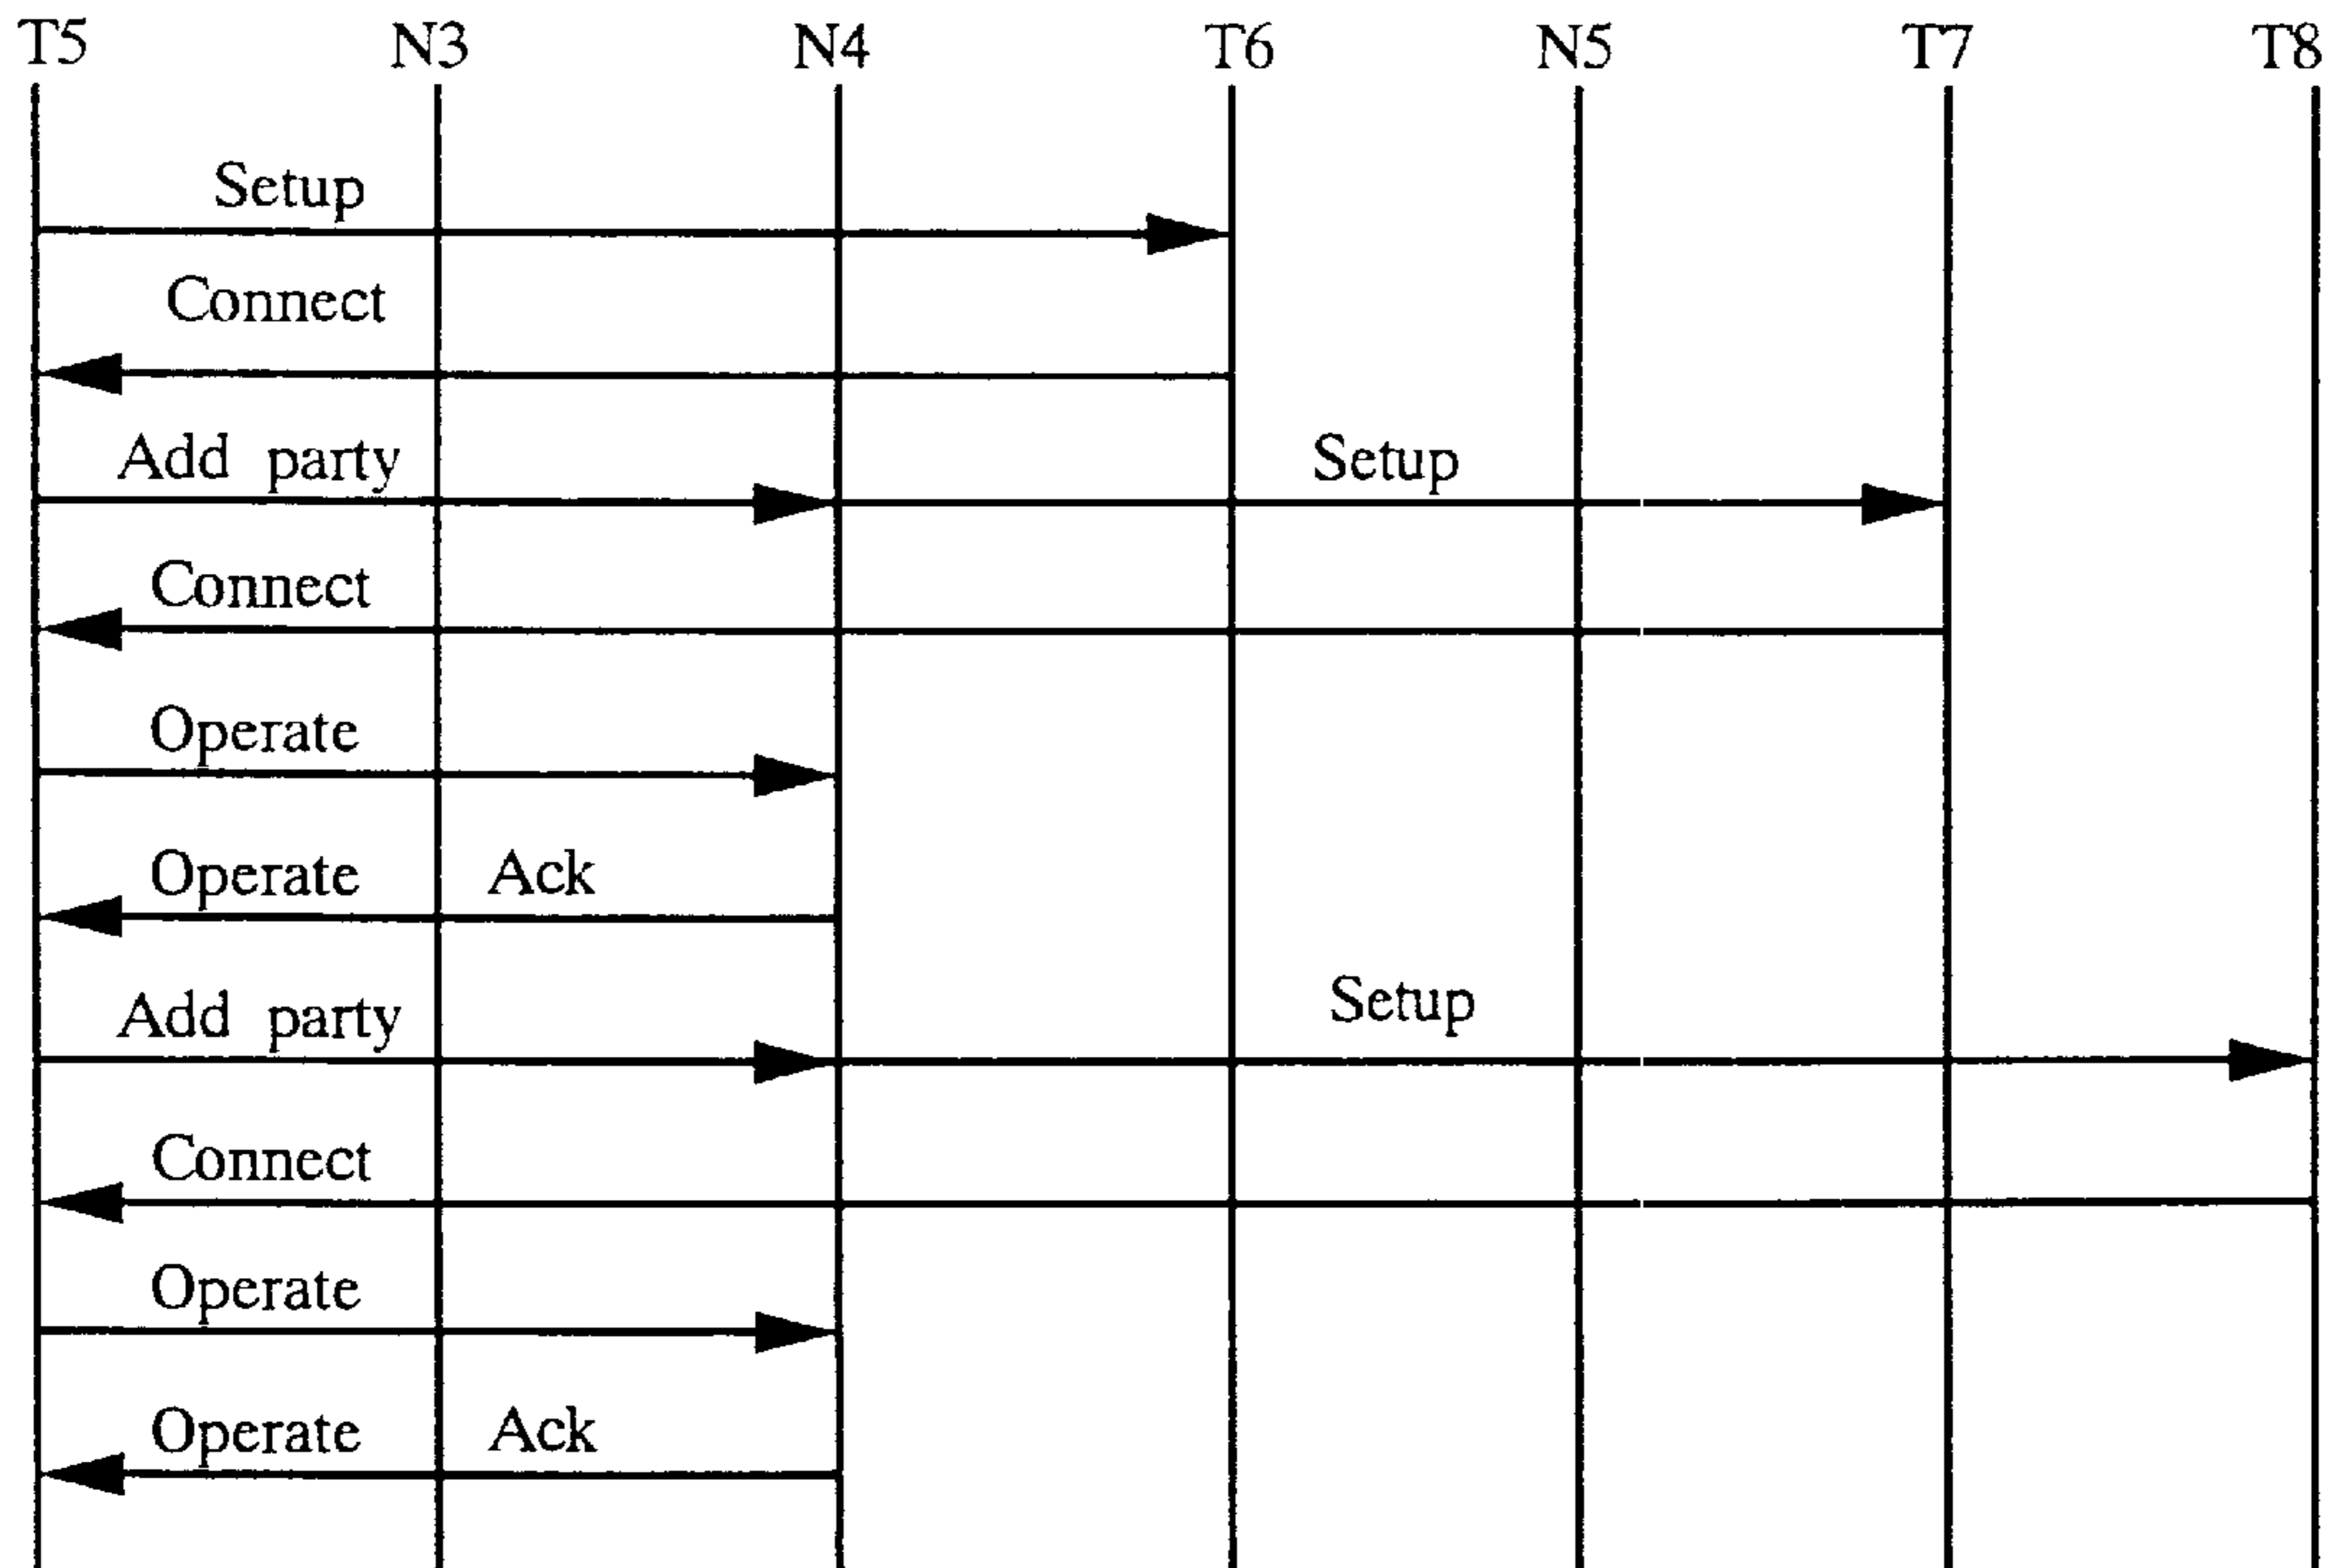 T5 N3 N4 T6 N5 T7 T8
Setup
Connect
Add party Setup
Connect
Operate
Operate Ack
Add party Setup
Connect
Operate
Operate Ack